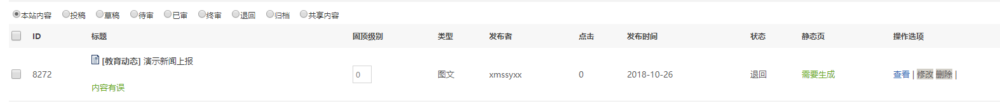 本站内容 投稿 草稿 待审 已审 终审 退回 归档 共享内容
ID 标题 固顶级别 类型 发布者 点击 发布时间 状态 静态页 操作选项
[教育动态] 演示新闻上报
8272 0 图文 xmssyxx 0 2018-10-26 退回 需要生成 查看 | 修改 删除 |
内容有误